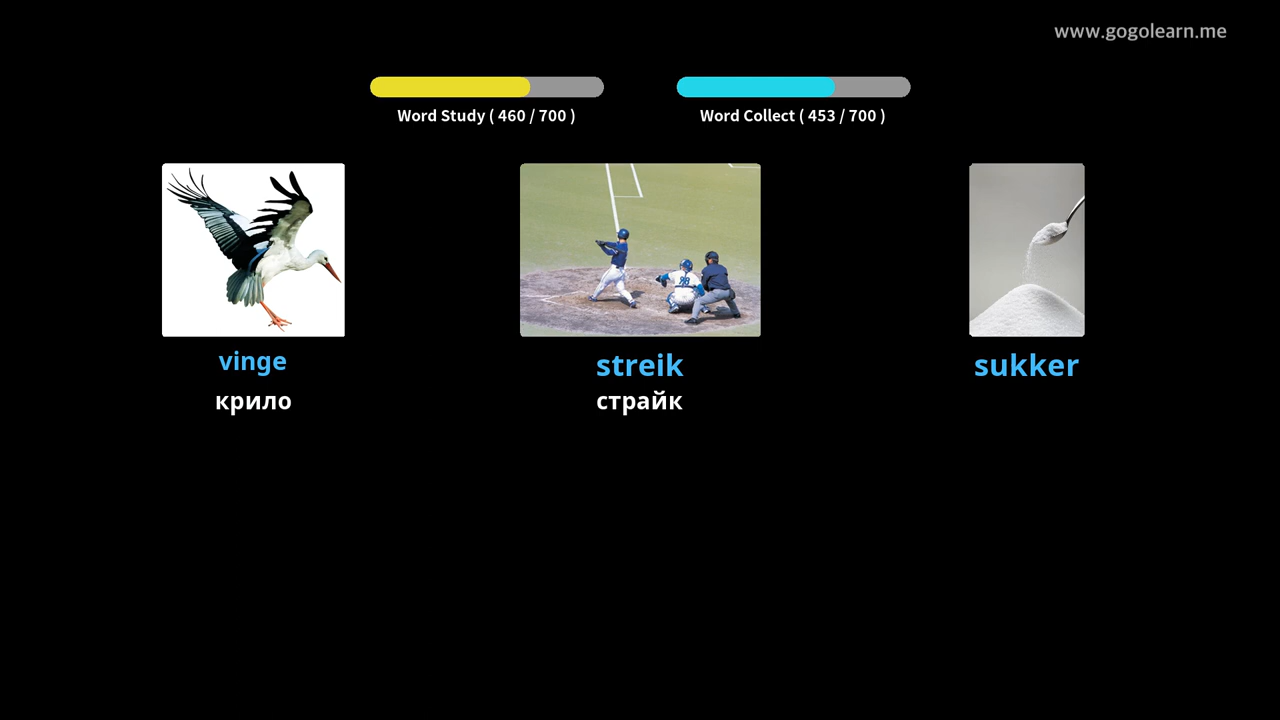 www.gogolearn.me
Word Study ( 460 / 700 )
Word Collect ( 453 / 700 )
vinge
крило
streik
страйк
sukker